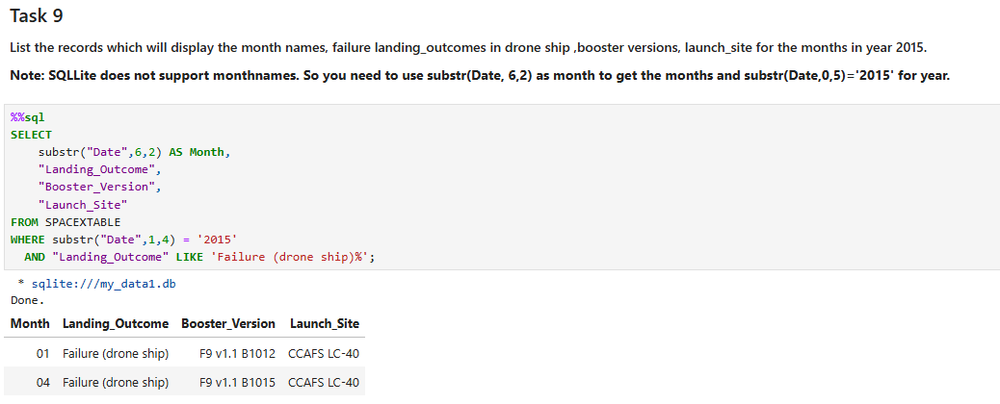 Task 9
List the records which will display the month names, failure landing_outcomes in drone ship ,booster versions, launch_site for the months in year 2015.
Note: SQLLite does not support monthnames. So you need to use substr(Date, 6,2) as month to get the months and substr(Date,0,5)='2015' for year.
%%sql
SELECT
    substr("Date",6,2) AS Month,
    "Landing_Outcome",
    "Booster_Version",
    "Launch_Site"
FROM SPACEXTABLE
WHERE substr("Date",1,4) = '2015'
  AND "Landing_Outcome" LIKE 'Failure (drone ship)%';
 * sqlite:///my_data1.db
Done.
Month Landing_Outcome Booster_Version Launch_Site
01 Failure (drone ship) F9 v1.1 B1012 CCAFS LC-40
04 Failure (drone ship) F9 v1.1 B1015 CCAFS LC-40